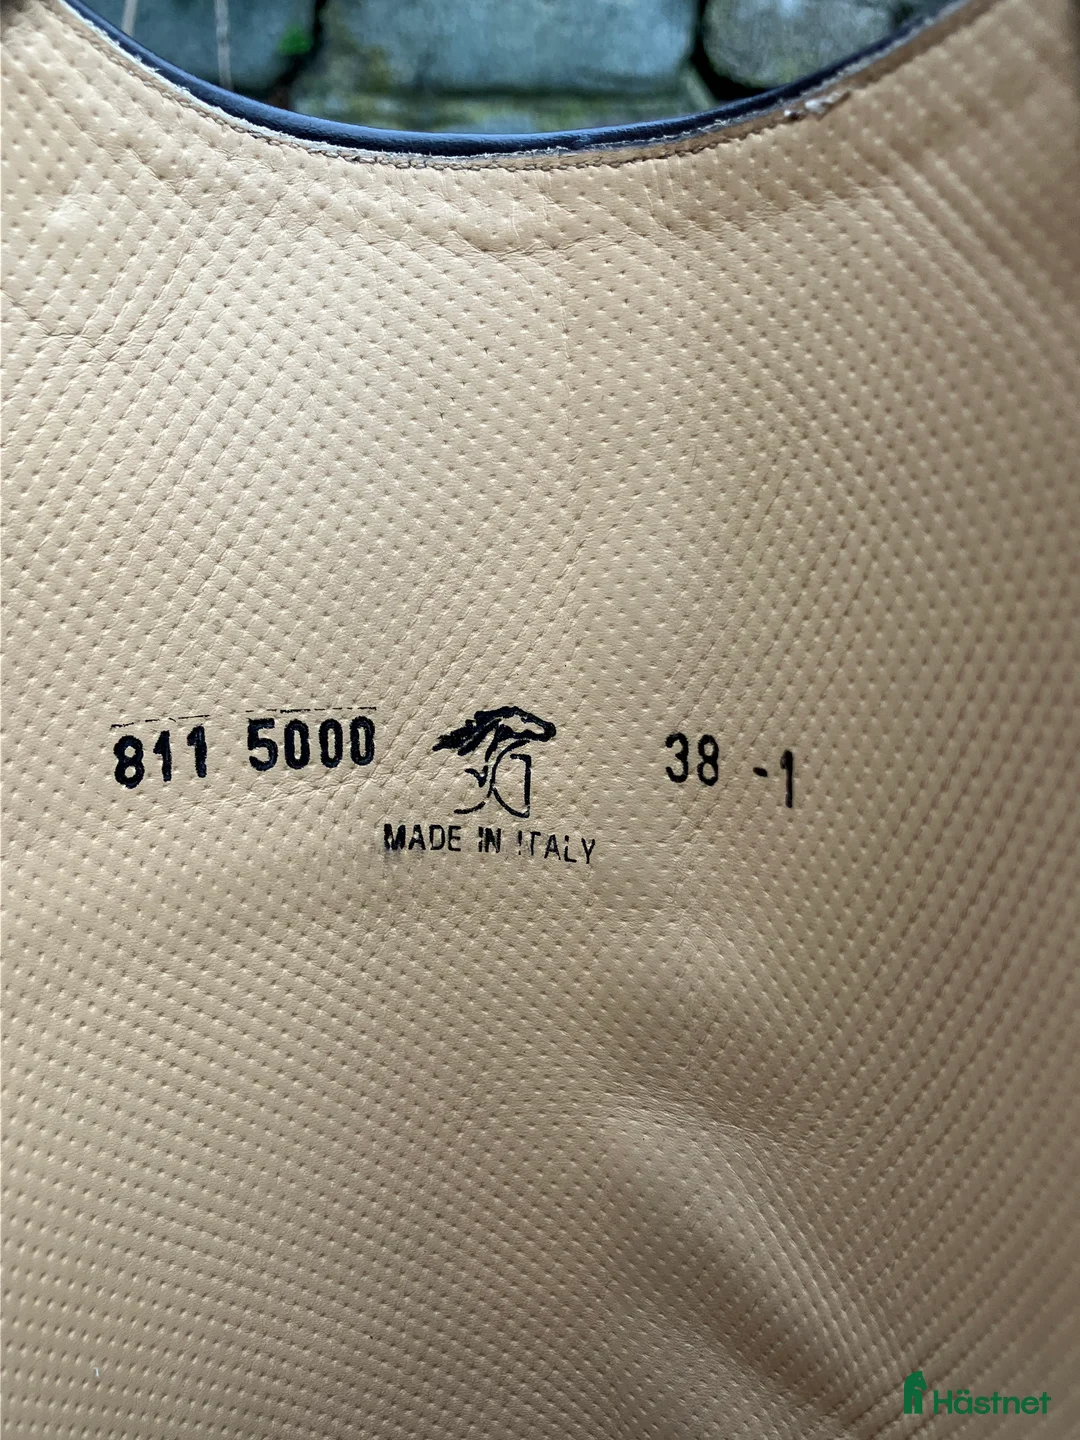 811 5000 38 -1
MADE IN ITALY
Hästnet